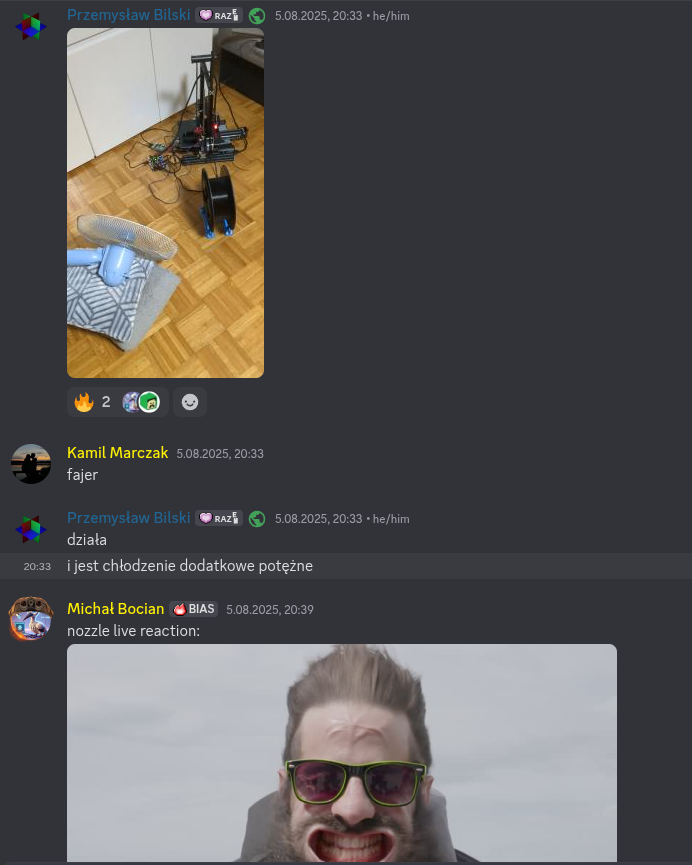 Przemysław Bilski RAZE 5.08.2025, 20:33 • he/him
2
Kamil Marczak 5.08.2025, 20:33
fajer
Przemysław Bilski RAZE 5.08.2025, 20:33 • he/him
działa
20:33 i jest chłodzenie dodatkowe potężne
Michał Bocian BIAS 5.08.2025, 20:39
nozzle live reaction: